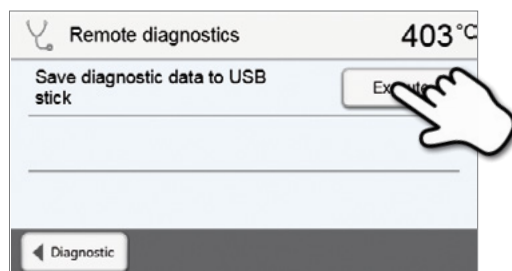 Remote diagnostics 403 °C
Save diagnostic data to USB
stick
Diagnostic